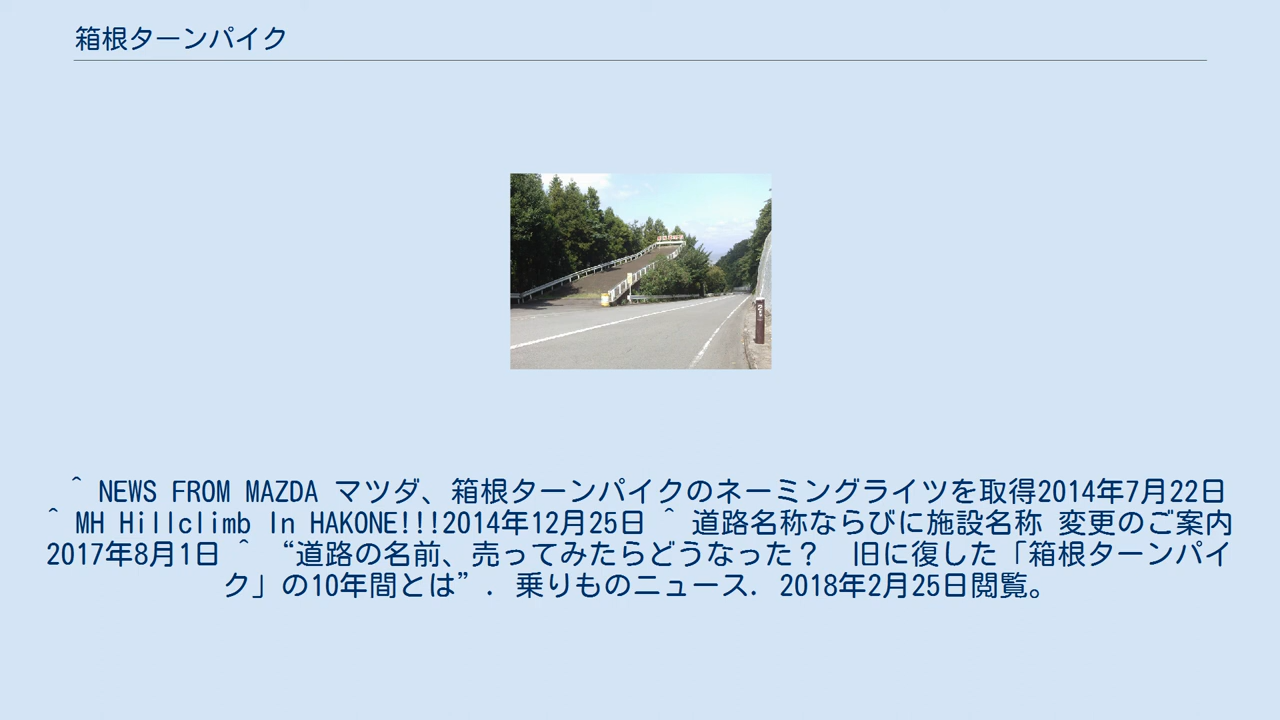 箱根ターンパイク
＾ NEWS FROM MAZDA マツダ、箱根ターンパイクのネーミングライツを取得2014年7月22日
＾ MH Hillclimb In HAKONE!!!2014年12月25日 ＾ 道路名称ならびに施設名称 変更のご案内
2017年8月1日 ＾ “道路の名前、売ってみたらどうなった？　旧に復した「箱根ターンパイ
ク」の10年間とは”. 乗りものニュース. 2018年2月25日閲覧。